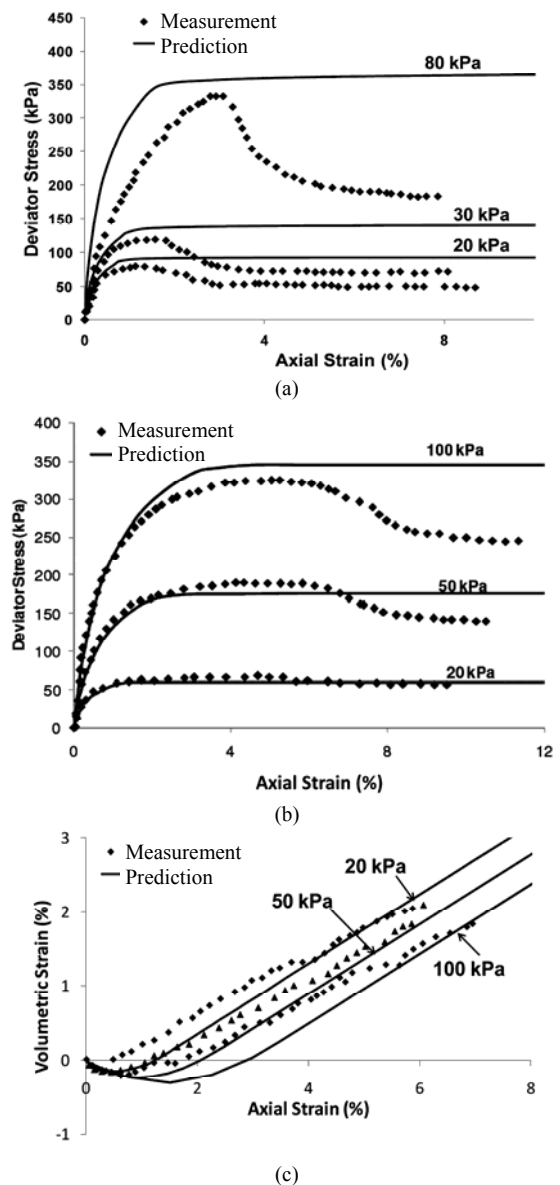 Measurement
Prediction
450
400
350
300
250
200
150
100
50
0
Deviator Stress (kPa)
80 kPa
30 kPa
20 kPa
0
4
8
Axial Strain (%)
(a)
Measurement
Prediction
450
400
350
300
250
200
150
100
50
0
Deviator Stress (kPa)
100 kPa
50 kPa
20 kPa
0
4
8
12
Axial Strain (%)
(b)
Measurement
Prediction
3
2
1
0
-1
Volumetric Strain (%)
20 kPa
50 kPa
100 kPa
0
2
4
6
8
Axial Strain (%)
(c)